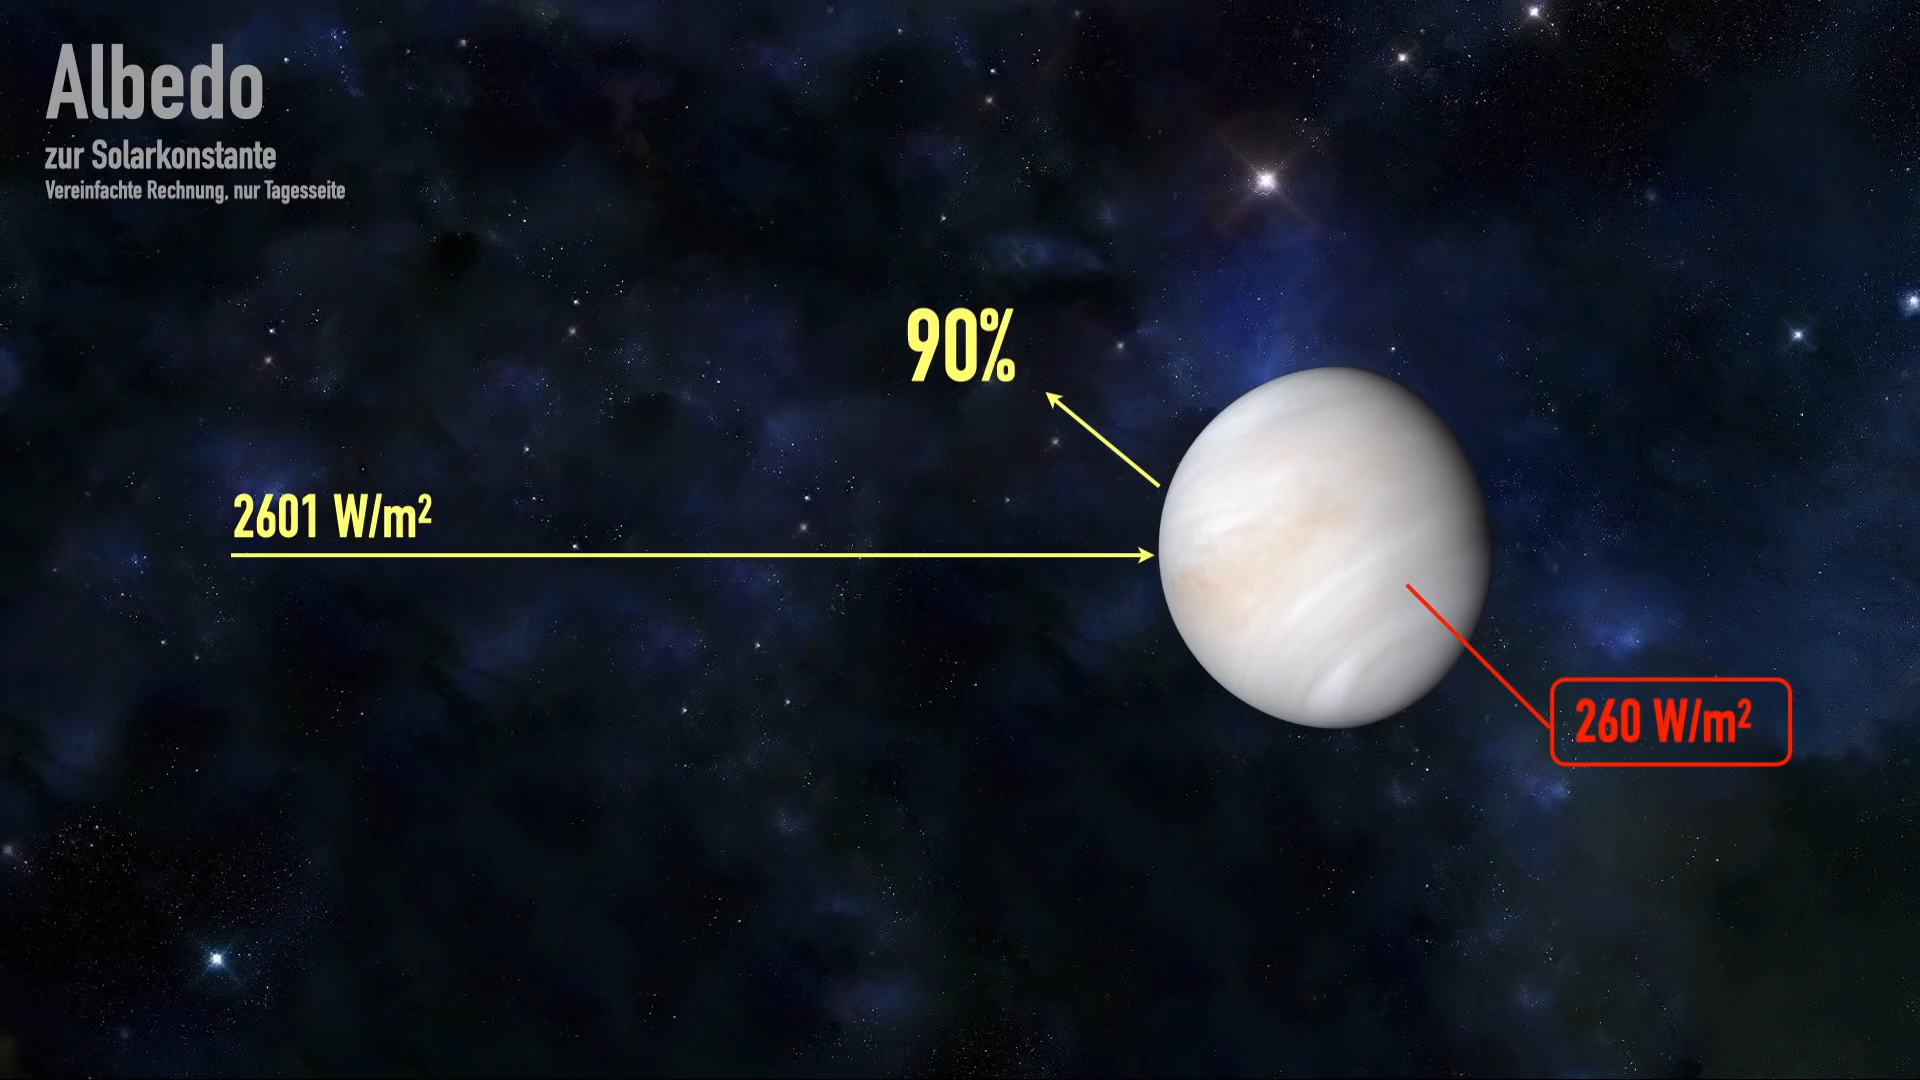 Albedo
zur Solarkonstante
Vereinfachte Rechnung, nur Tagesseite
90%
2601 W/m²
260 W/m²